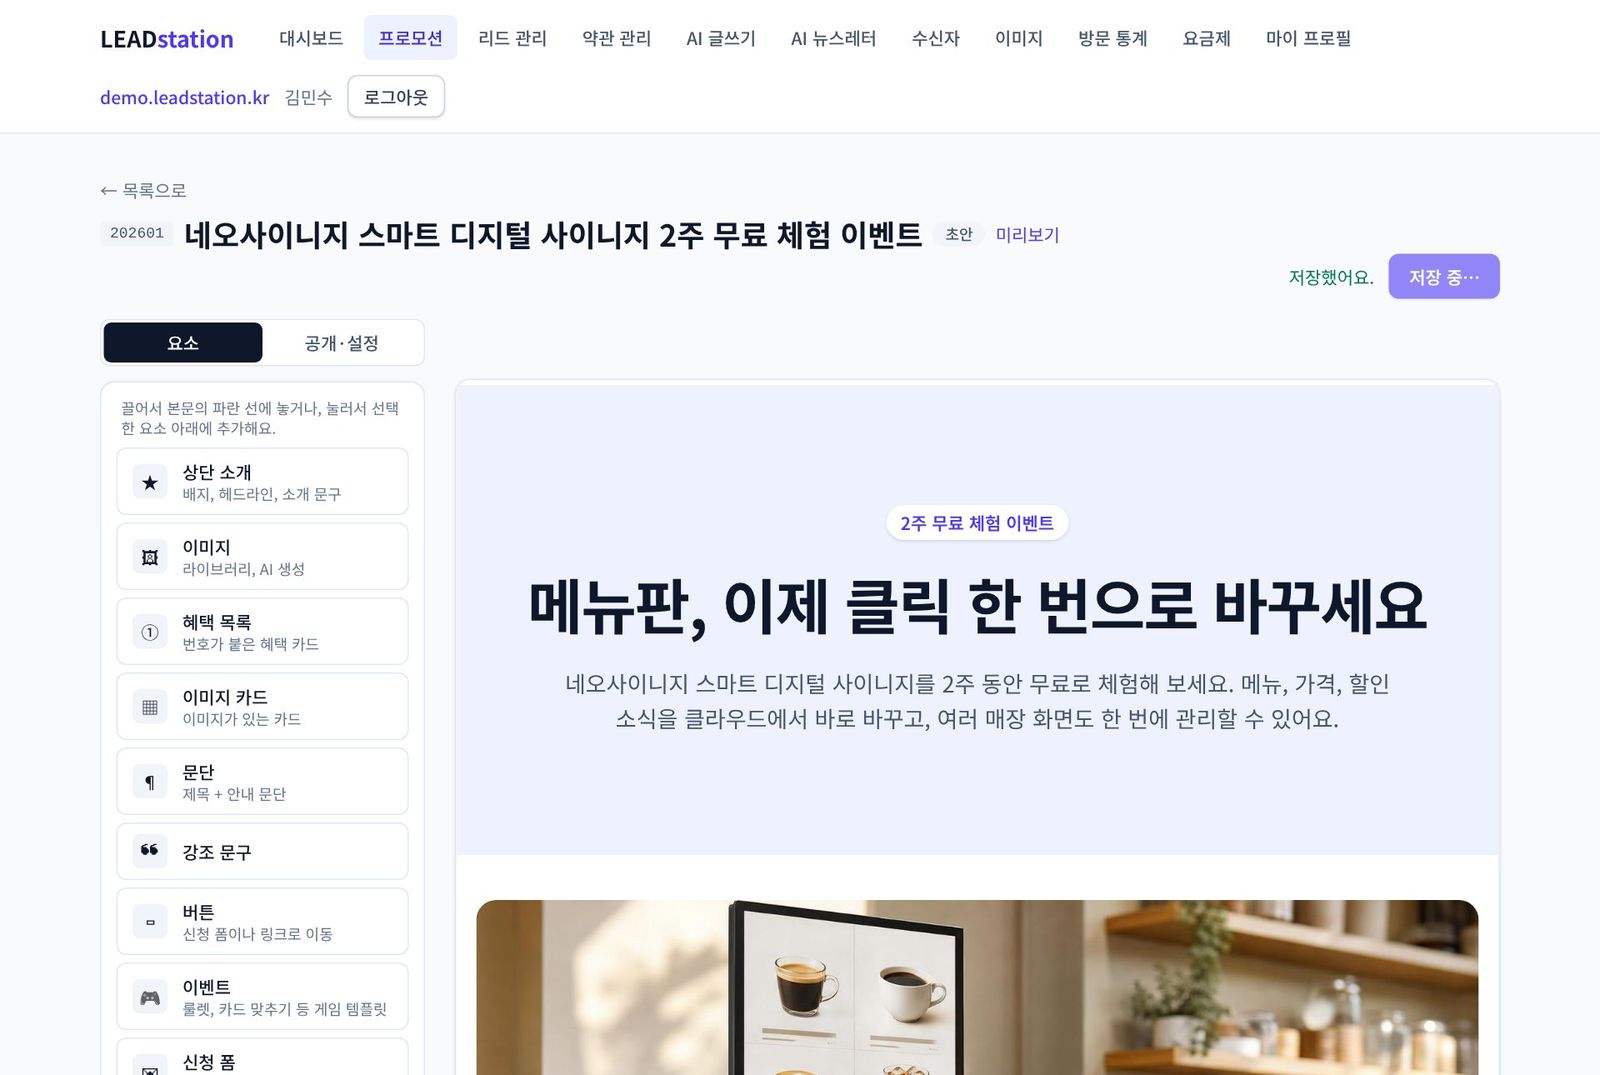 LEADstation
대시보드
프로모션
리드 관리
약관 관리
AI 글쓰기
AI 뉴스레터
수신자
이미지
방문 통계
요금제
마이 프로필
demo.leadstation.kr
김민수
로그아웃
← 목록으로
202601
네오사이니지 스마트 디지털 사이니지 2주 무료 체험 이벤트
초안
미리보기
저장했어요.
저장 중…
요소
공개·설정
끌어서 본문의 파란 선에 놓거나, 눌러서 선택
한 요소 아래에 추가해요.
상단 소개
배지, 헤드라인, 소개 문구
이미지
라이브러리, AI 생성
혜택 목록
번호가 붙은 혜택 카드
이미지 카드
이미지가 있는 카드
문단
제목 + 안내 문단
강조 문구
버튼
신청 폼이나 링크로 이동
이벤트
룰렛, 카드 맞추기 등 게임 템플릿
신청 폼
2주 무료 체험 이벤트
메뉴판, 이제 클릭 한 번으로 바꾸세요
네오사이니지 스마트 디지털 사이니지를 2주 동안 무료로 체험해 보세요. 메뉴, 가격, 할인
소식을 클라우드에서 바로 바꾸고, 여러 매장 화면도 한 번에 관리할 수 있어요.